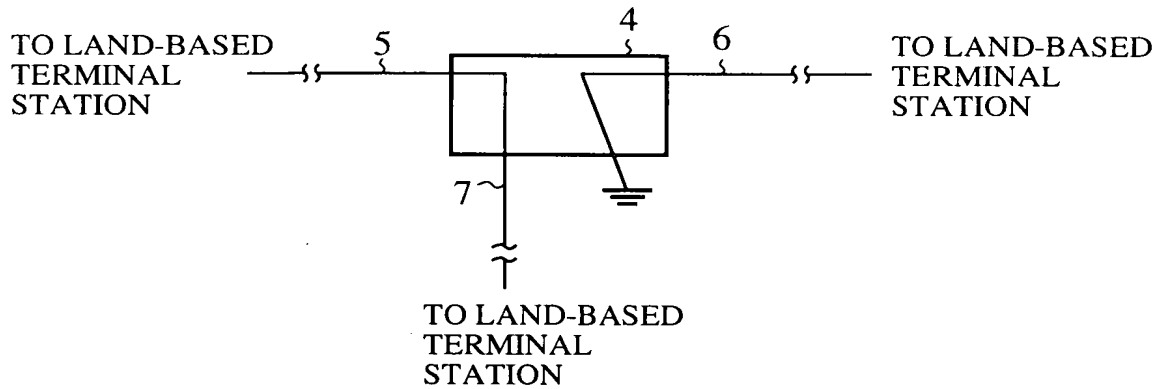 4
5
6
TO LAND-BASED
TERMINAL
STATION
TO LAND-BASED
TERMINAL
STATION
7
TO LAND-BASED
TERMINAL
STATION